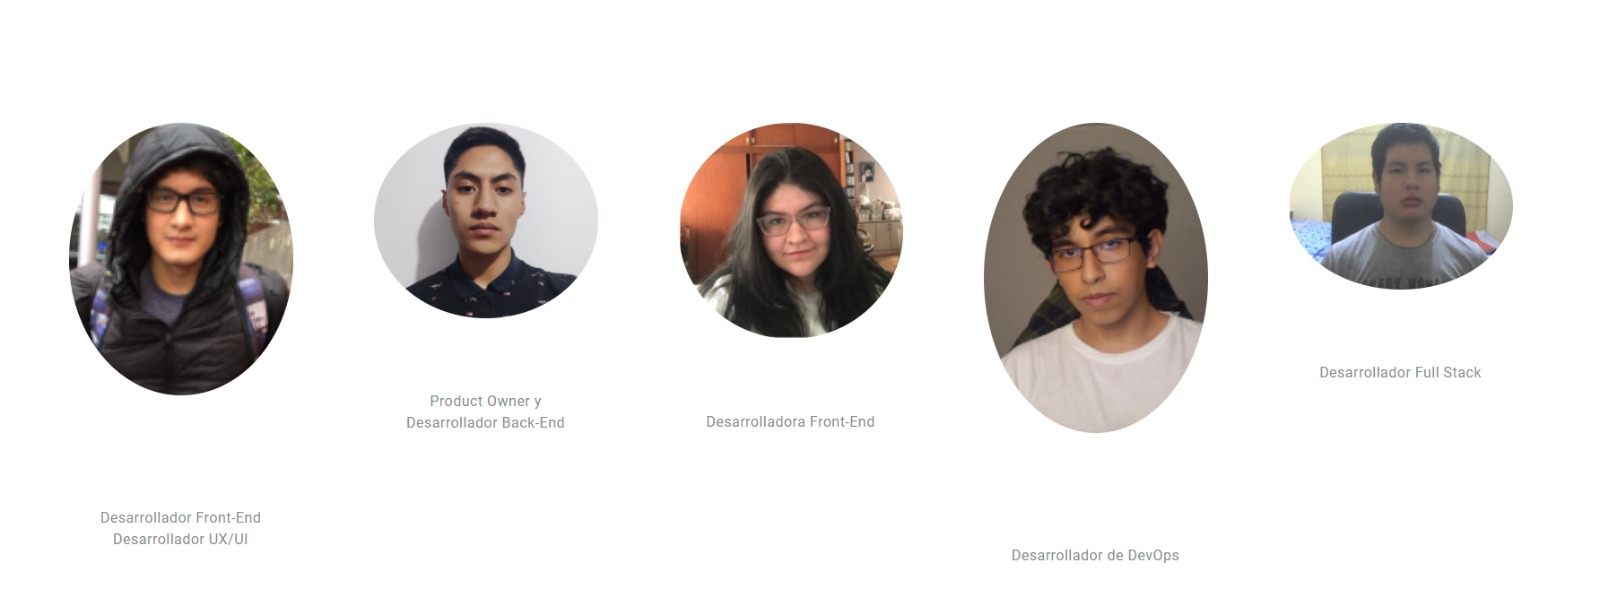 Desarrollador Front-End
Desarrollador UX/UI
Product Owner y
Desarrollador Back-End
Desarrolladora Front-End
Desarrollador de DevOps
Desarrollador Full Stack